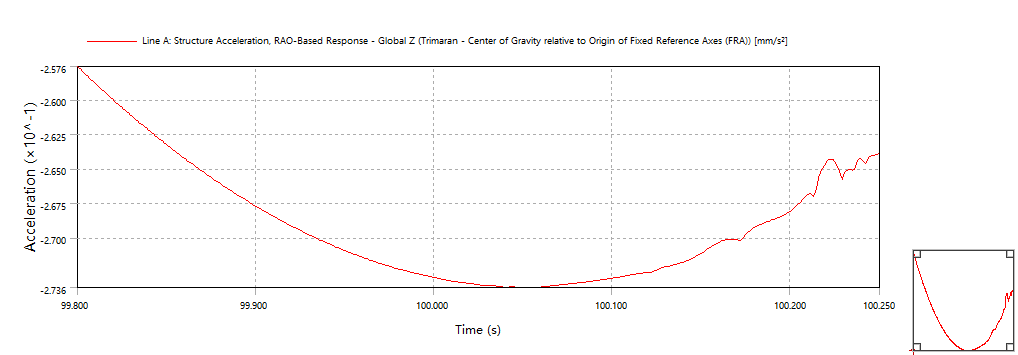 Line A: Structure Acceleration, RAO-Based Response - Global Z (Trimaran - Center of Gravity relative to Origin of Fixed Reference Axes (FRA)) [mm/s²]
Acceleration (×10^-1)
-2.576
-2.600
-2.625
-2.650
-2.675
-2.700
-2.736
99.800 99.900 100.000 100.100 100.200 100.250
Time (s)